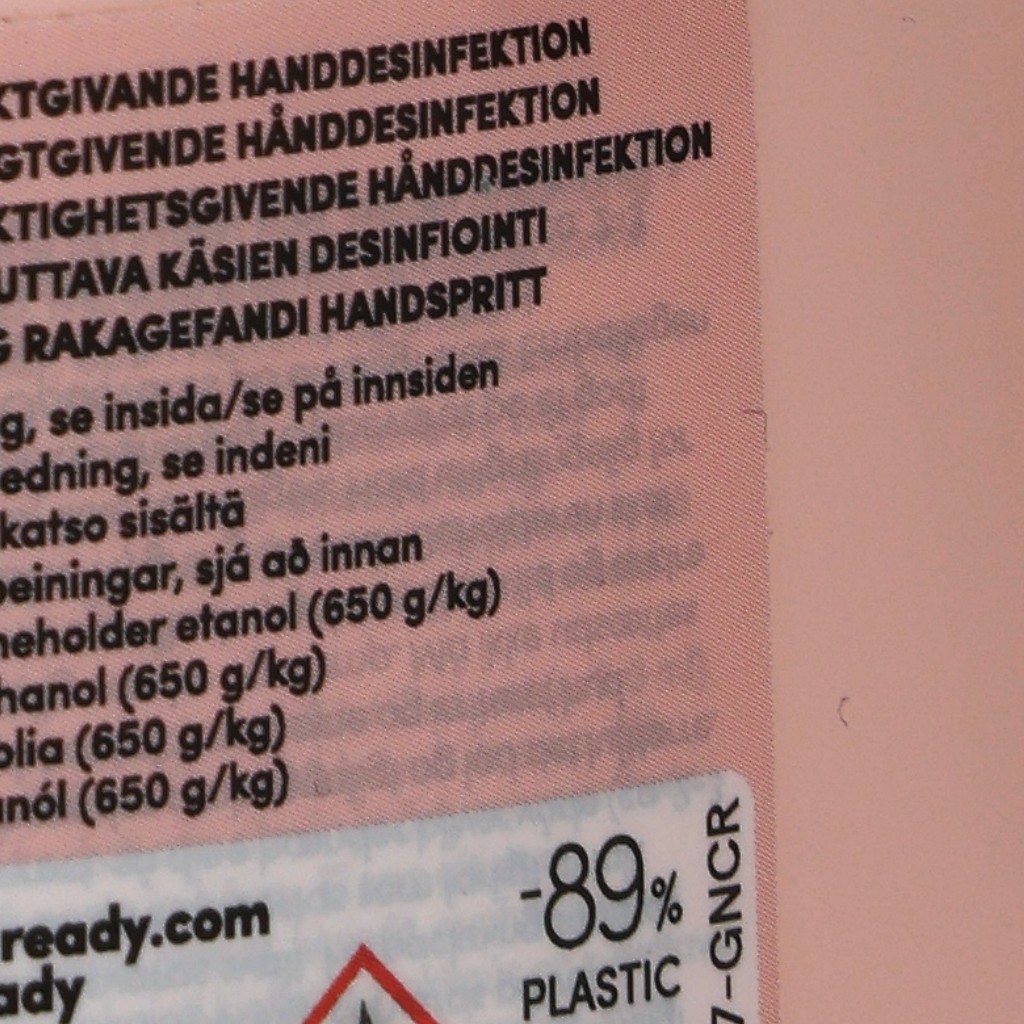 KTGIVANDE HANDDESINFEKTION
GTGIVENDE HÅNDDESINFEKTION
KTIGHETSGIVENDE HÅNDDESINFEKTION
UTTAVA KÄSIEN DESINFIOINTI
G RAKAGEFANDI HANDSPRITT
g, se insida/se på innsiden
edning, se indeni
katso sisältä
beiningar, sjá að innan
neholder etanol (650 g/kg)
hanol (650 g/kg)
olia (650 g/kg)
anól (650 g/kg)
ready.com
ady
-89%
PLASTIC
7-GNCR